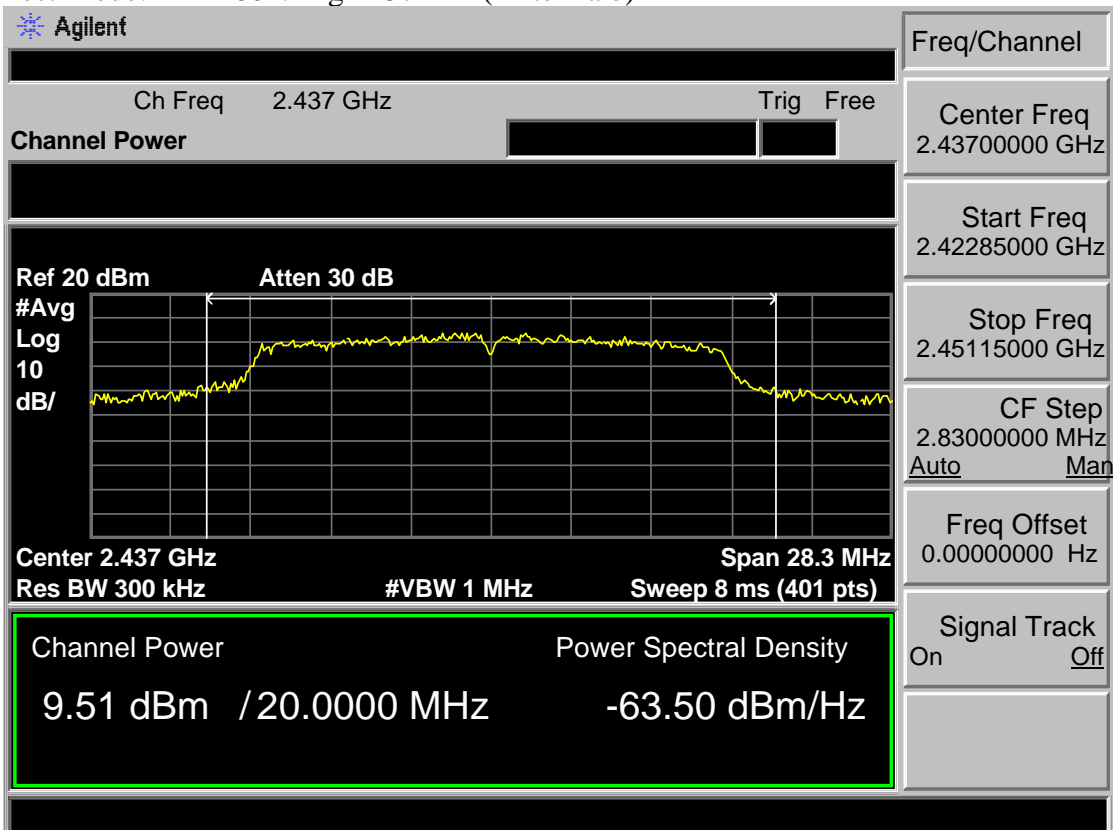 Agilent
Freq/Channel
Ch Freq 2.437 GHz Trig Free
Channel Power
Center Freq
2.43700000 GHz
Start Freq
2.42285000 GHz
Stop Freq
2.45115000 GHz
CF Step
2.83000000 MHz
Auto Man
Freq Offset
0.00000000 Hz
Signal Track
On Off
Ref 20 dBm Atten 30 dB
#Avg
Log
10
dB/
Center 2.437 GHz Span 28.3 MHz
Res BW 300 kHz #VBW 1 MHz Sweep 8 ms (401 pts)
Channel Power Power Spectral Density
9.51 dBm / 20.0000 MHz -63.50 dBm/Hz